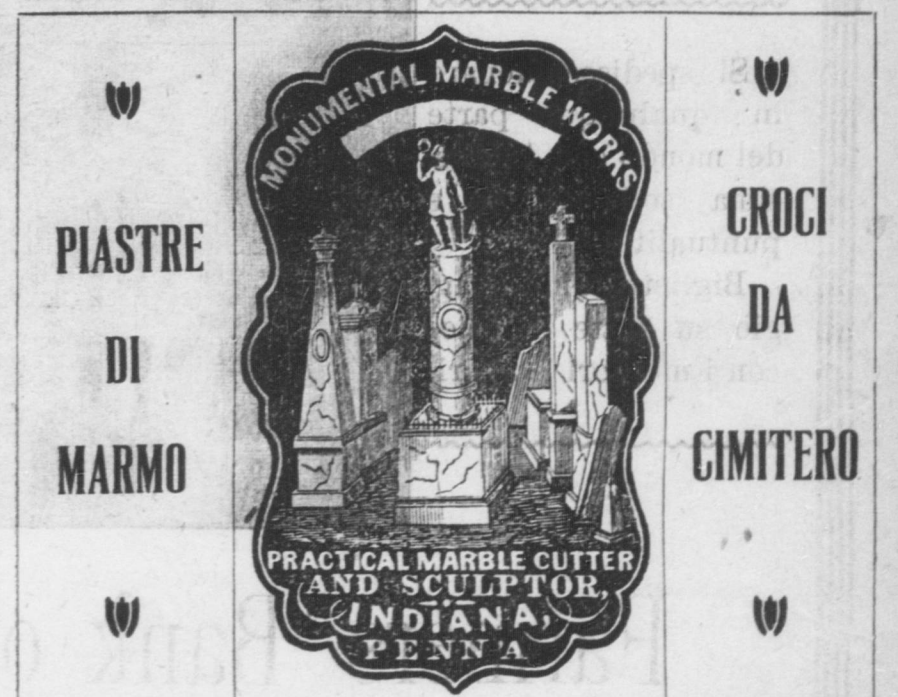 PIASTRE
DI
MARMO
MONUMENTAL MARBLE WORKS
PRACTICAL MARBLE CUTTER
AND SCULPTOR,
INDIANA,
PENN'A
CROCI
DA
CIMITERO